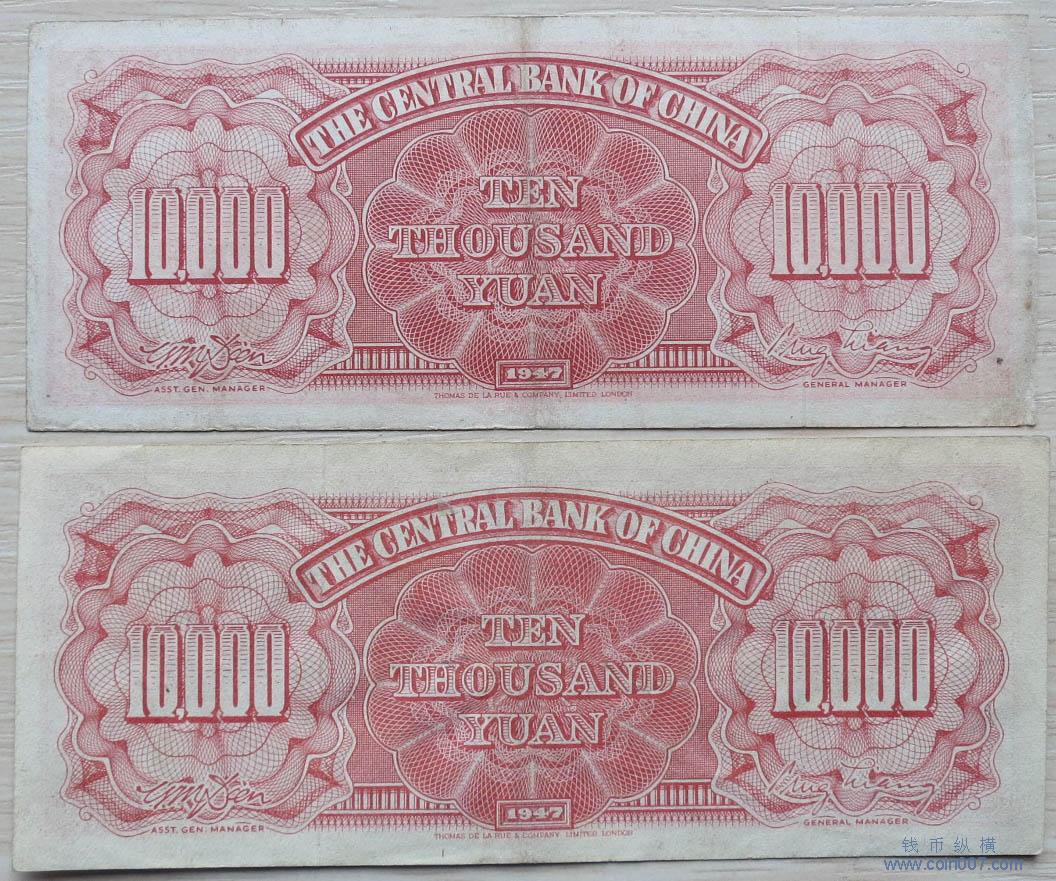 THE CENTRAL BANK OF CHINA
10,000
TEN
THOUSAND
YUAN
10,000
1947
ASST. GEN. MANAGER
GENERAL MANAGER
THOMAS DE LA RUE & COMPANY, LIMITED LONDON
THE CENTRAL BANK OF CHINA
10,000
TEN
THOUSAND
YUAN
10,000
1947
ASST. GEN. MANAGER
GENERAL MANAGER
THOMAS DE LA RUE & COMPANY, LIMITED LONDON
钱币纵横
www.coin007.com